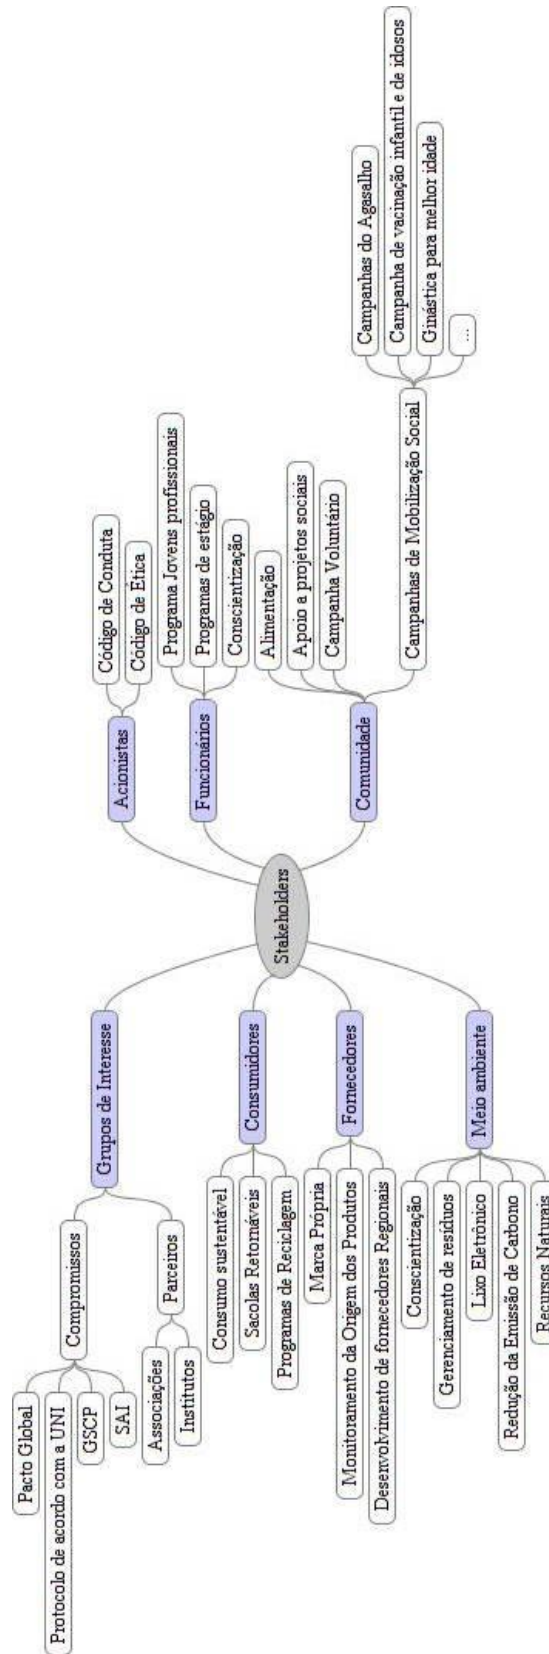 Stakeholders
Grupos de Interesse
Compromissos
Pacto Global
Protocolo de acordo com a UNI
GSCP
SAI
Parceiros
Associações
Institutos
Consumidores
Consumo sustentável
Sacolas Retornáveis
Programas de Reciclagem
Fornecedores
Marca Própria
Monitoramento da Origem dos Produtos
Desenvolvimento de fornecedores Regionais
Meio ambiente
Conscientização
Gerenciamento de resíduos
Lixo Eletrônico
Redução da Emissão de Carbono
Recursos Naturais
Acionistas
Código de Conduta
Código de Ética
Funcionários
Programa Jovens profissionais
Programas de estágio
Conscientização
Comunidade
Alimentação
Apoio a projetos sociais
Campanha Voluntário
Campanhas de Mobilização Social
Campanhas do Agasalho
Campanha de vacinação infantil e de idosos
Ginástica para melhor idade
...